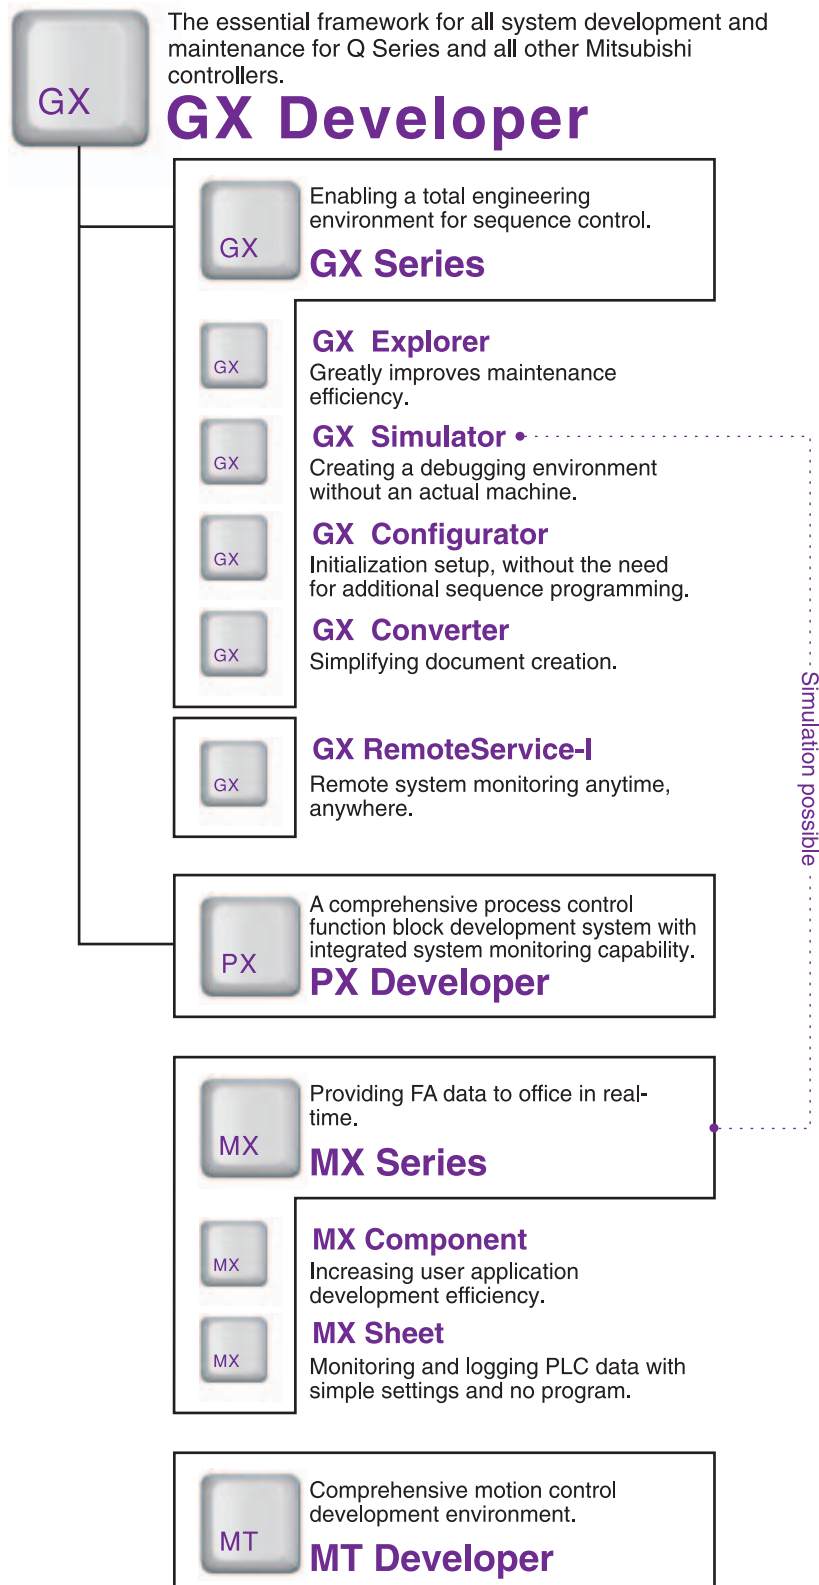 The essential framework for all system development and
maintenance for Q Series and all other Mitsubishi
controllers.
GX
GX Developer
Enabling a total engineering
environment for sequence control.
GX
GX Series
GX Explorer
GX
Greatly improves maintenance
efficiency.
GX Simulator
GX
Creating a debugging environment
without an actual machine.
GX Configurator
GX
Initialization setup, without the need
for additional sequence programming.
GX Converter
GX
Simplifying document creation.
Simulation possible
GX RemoteService-I
GX
Remote system monitoring anytime,
anywhere.
A comprehensive process control
function block development system with
integrated system monitoring capability.
PX
PX Developer
Providing FA data to office in real-
time.
MX
MX Series
MX Component
MX
Increasing user application
development efficiency.
MX Sheet
MX
Monitoring and logging PLC data with
simple settings and no program.
Comprehensive motion control
development environment.
MT
MT Developer